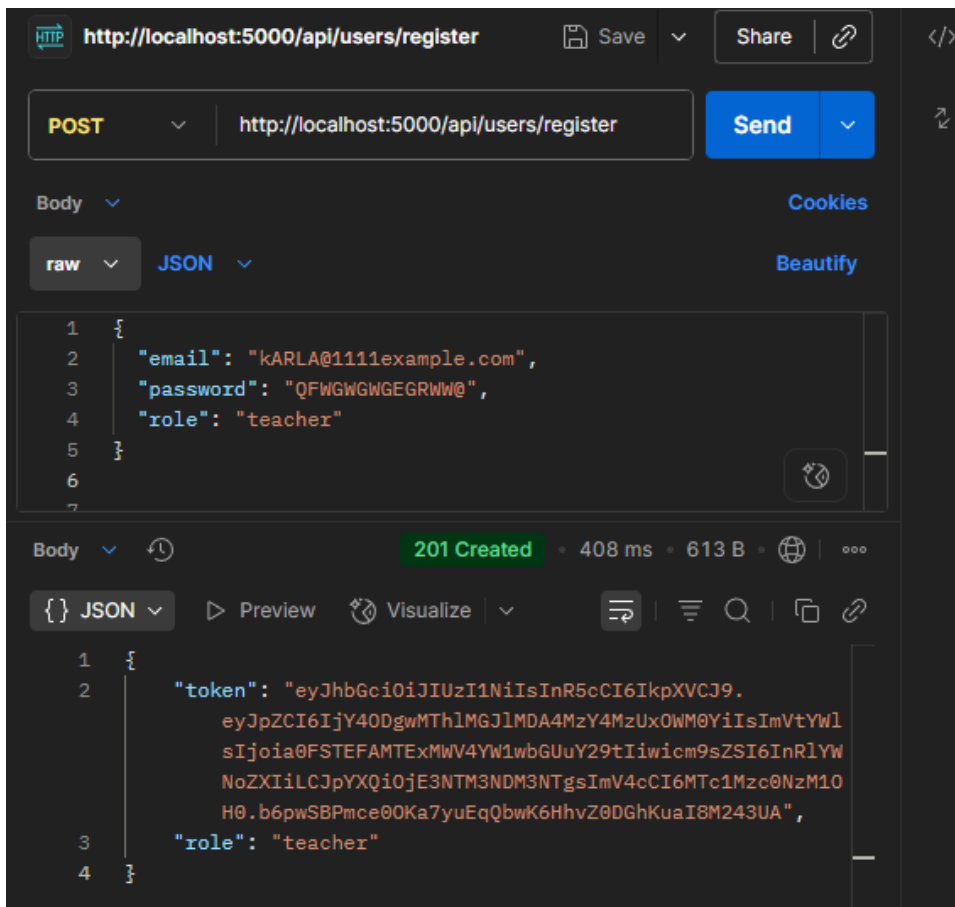 HTTP http://localhost:5000/api/users/register Save Share </>
POST http://localhost:5000/api/users/register Send
Body Cookies
raw JSON Beautify
1 {
2 "email": "kARLA@1111example.com",
3 "password": "QFWGWGWGEGRWW@",
4 "role": "teacher"
5 }
6
7
Body 201 Created • 408 ms • 613 B •
{} JSON Preview Visualize
1 {
2 "token": "eyJhbGciOiJIUzI1NiIsInR5cCI6IkpXVCJ9.
eyJpZCI6IjY4ODgwMThlMGJlMDA4MzY4MzUxOWM0YiIsImVtYWl
sIjoia0FSTEFAMTExMWV4YW1wbGUuY29tIiwicm9sZSI6InRlYW
NoZXIiLCJpYXQiOjE3NTM3NDM3NTgsImV4cCI6MTc1Mzc0NzM1O
H0.b6pwSBPmce0OKa7yuEqQbwK6HhvZ0DGhKuaI8M243UA",
3 "role": "teacher"
4 }